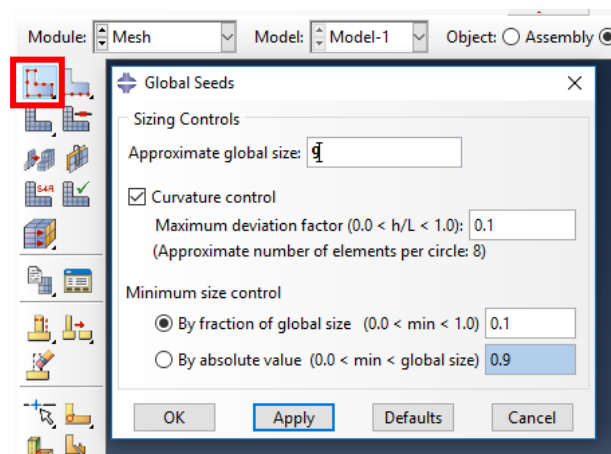 Module: Mesh Model: Model-1 Object: Assembly
Global Seeds
Sizing Controls
Approximate global size: 9
Curvature control
Maximum deviation factor (0.0 < h/L < 1.0): 0.1
(Approximate number of elements per circle: 8)
S4R
Minimum size control
By fraction of global size (0.0 < min < 1.0) 0.1
By absolute value (0.0 < min < global size) 0.9
OK Apply Defaults Cancel